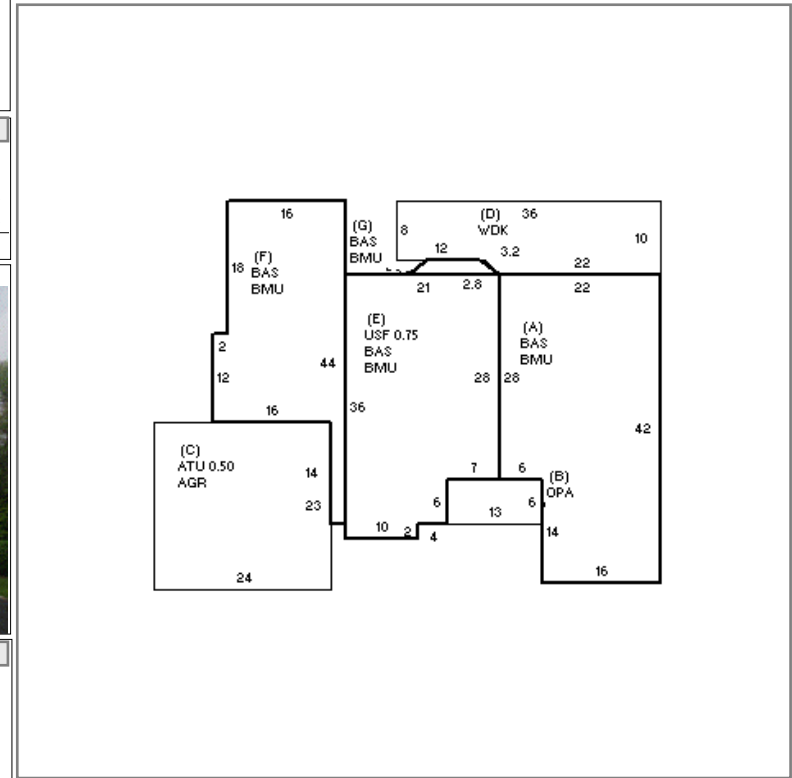 16
(G)
BAS
BMU
8
(D)
WDK
36
10
12
3.2
22
18
(F)
BAS
BMU
21
2.8
22
2
12
(E)
USF 0.75
BAS
BMU
(A)
BAS
BMU
44
28
28
36
16
42
(C)
ATU 0.50
AGR
14
23
7
6
(B)
OPA
6
13
6
10
2
4
14
24
16